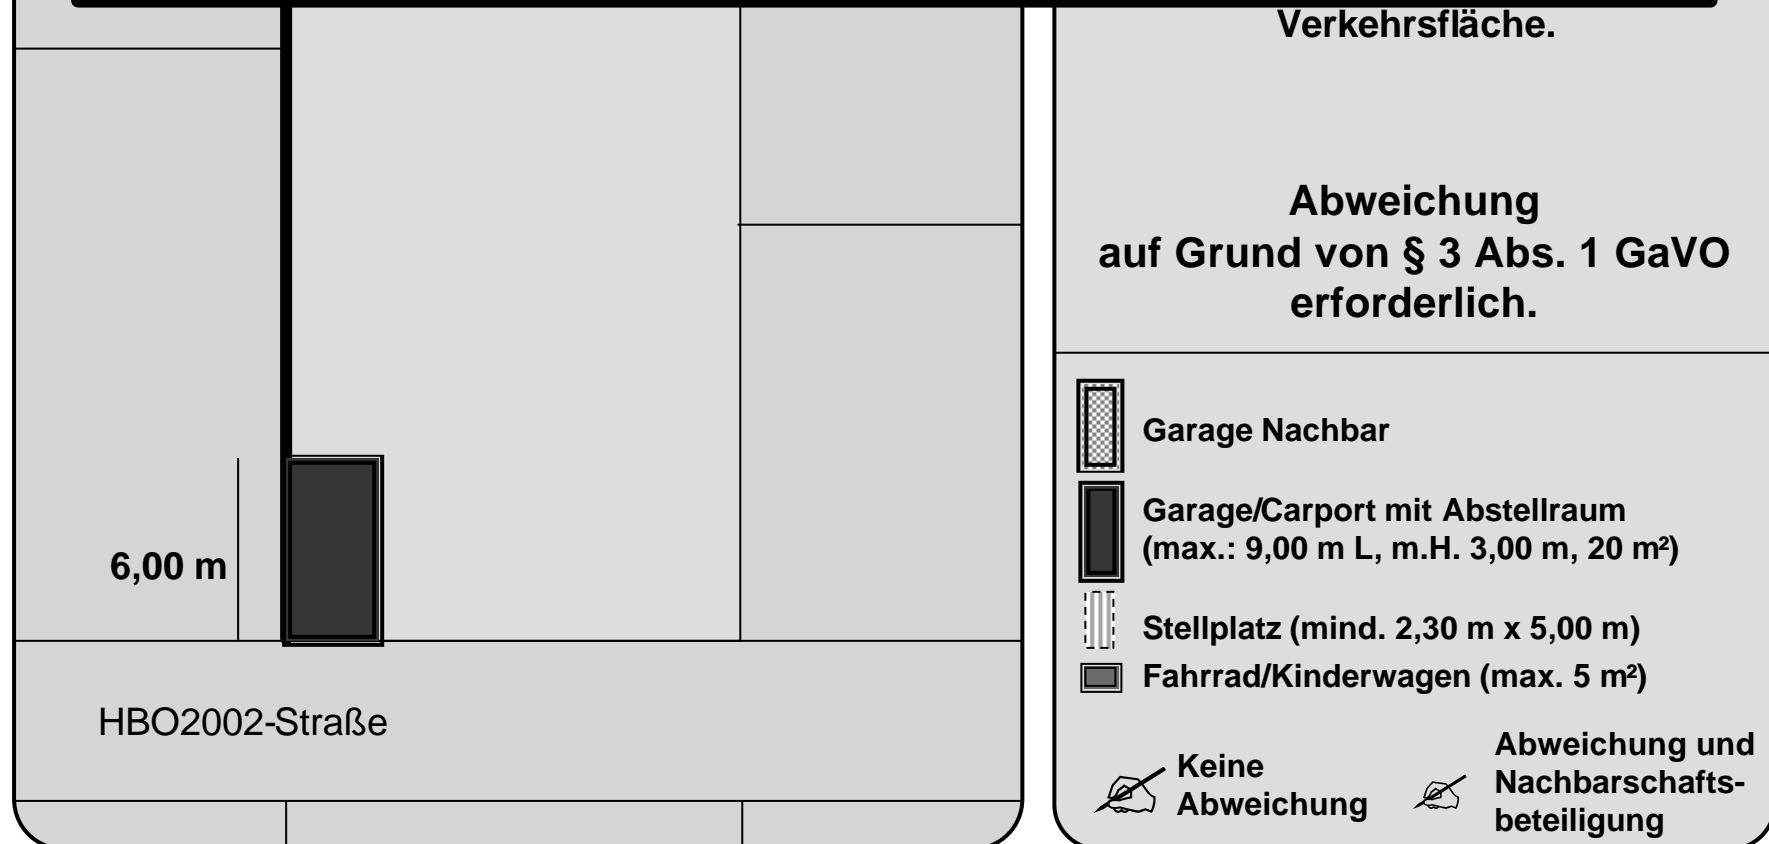 6,00 m
HBO2002-Straße
Verkehrsfläche.
Abweichung
auf Grund von § 3 Abs. 1 GaVO
erforderlich.
Garage Nachbar
Garage/Carport mit Abstellraum
(max.: 9,00 m L, m.H. 3,00 m, 20 m²)
Stellplatz (mind. 2,30 m x 5,00 m)
Fahrrad/Kinderwagen (max. 5 m²)
Keine
Abweichung
Abweichung und
Nachbarschafts-
beteiligung